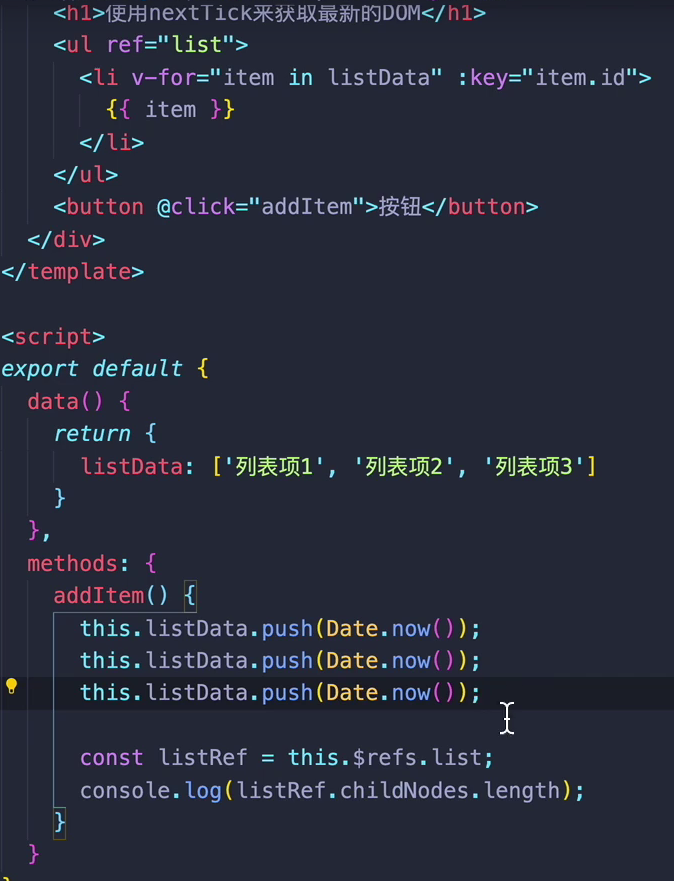 <h1>使用nextTick来获取最新的DOM</h1>
<ul ref="list">
<li v-for="item in listData" :key="item.id">
{{ item }}
</li>
</ul>
<button @click="addItem">按钮</button>
</div>
</template>
<script>
export default {
data() {
return {
listData: ['列表项1', '列表项2', '列表项3']
}
},
methods: {
addItem() {
this.listData.push(Date.now());
this.listData.push(Date.now());
this.listData.push(Date.now());
const listRef = this.$refs.list;
console.log(listRef.childNodes.length);
}
}